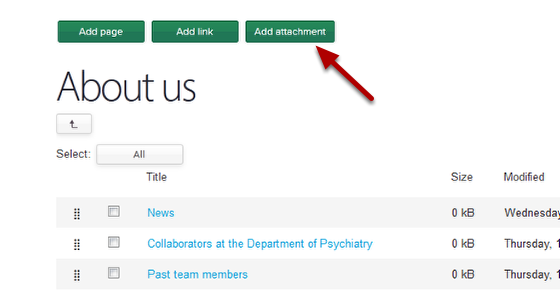 Add page Add link Add attachment
About us
Select: All
Title Size Modified
News 0 kB Wednesday
Collaborators at the Department of Psychiatry 0 kB Thursday, 1
Past team members 0 kB Thursday, 1